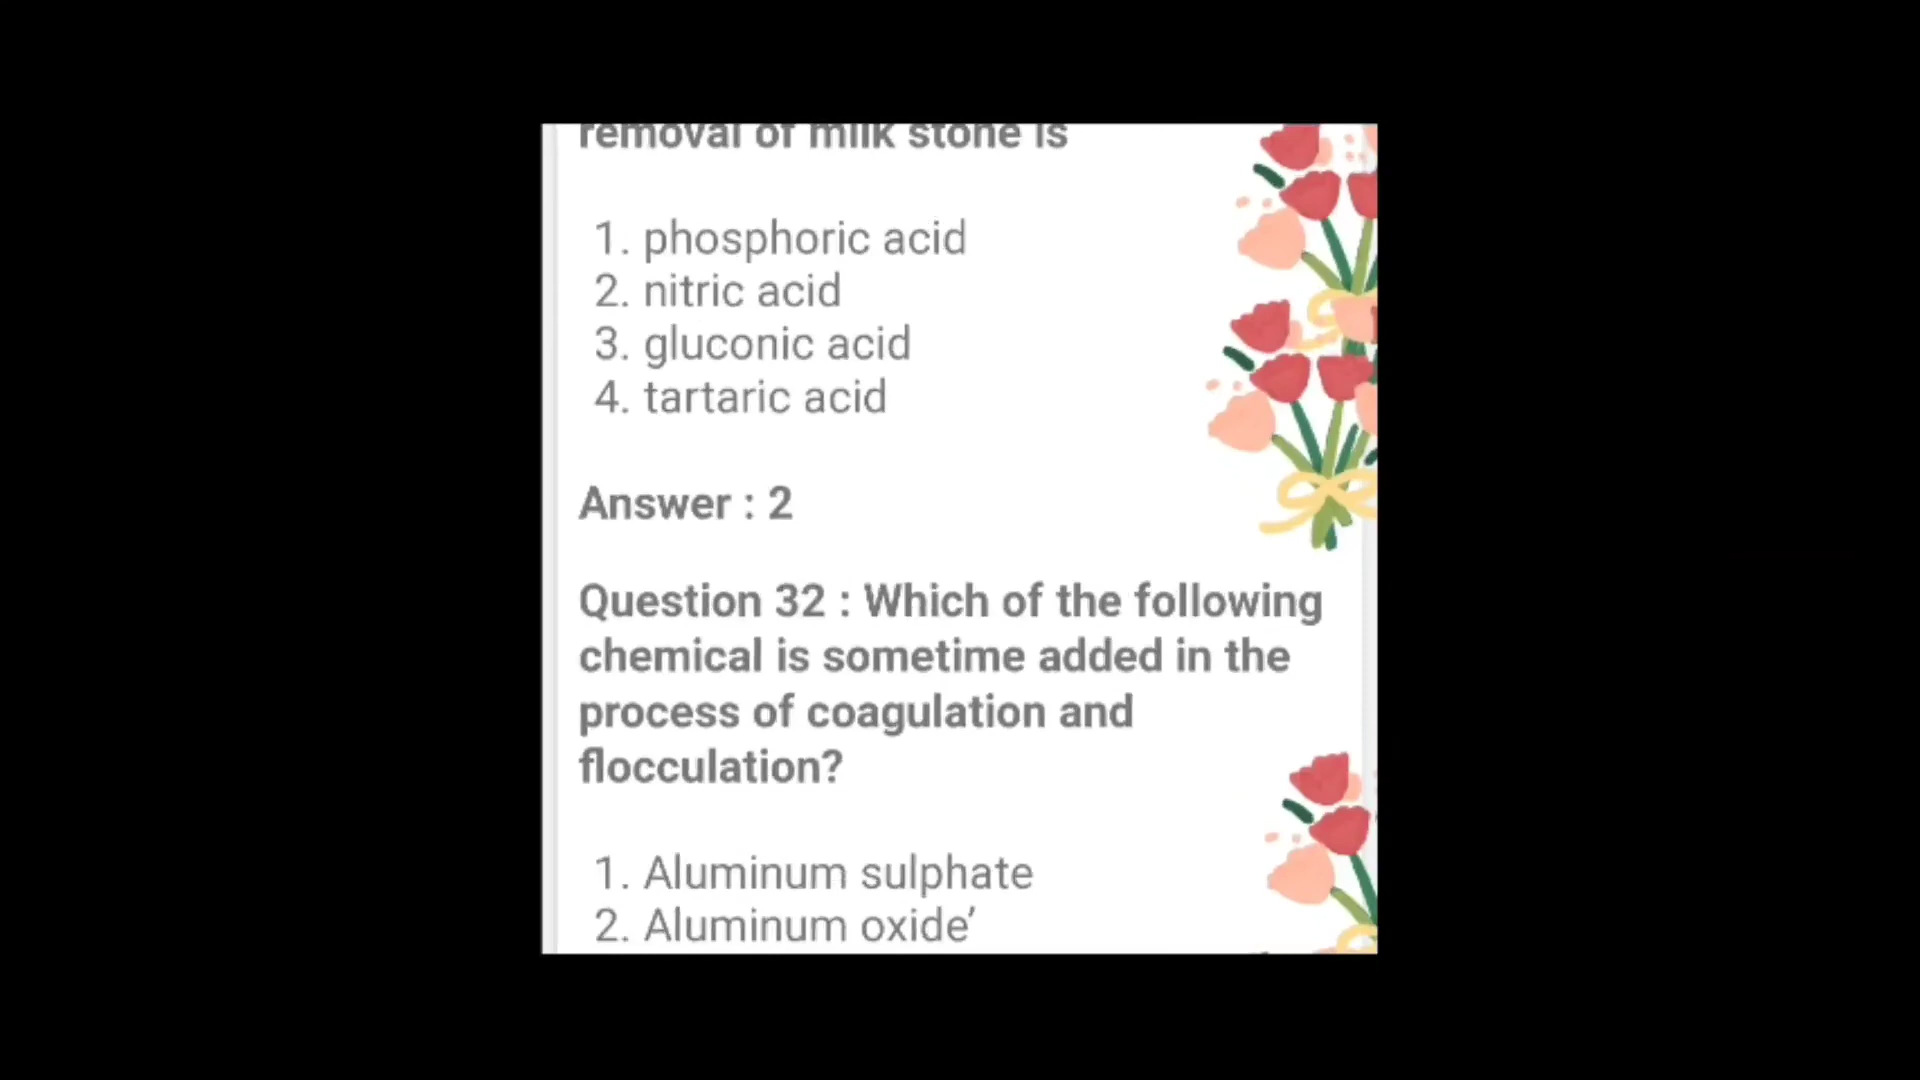 removal of milk stone is
1. phosphoric acid
2. nitric acid
3. gluconic acid
4. tartaric acid
Answer : 2
Question 32 : Which of the following
chemical is sometime added in the
process of coagulation and
flocculation?
1. Aluminum sulphate
2. Aluminum oxide’